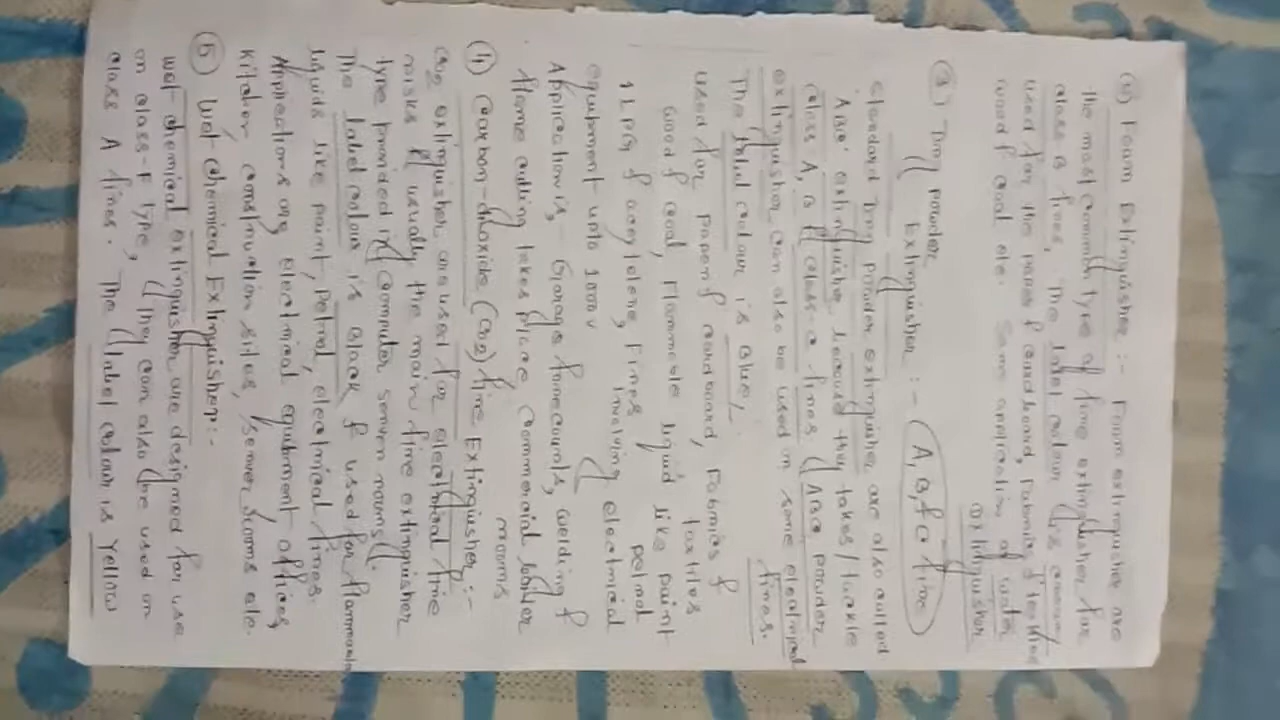 ② Foam Extinguisher :- Foam extinguisher are
the most common type of fire extinguisher for
class B fires, The label colour is cream
used for the paper & cardboard, Fabrics & textiles
wood & coal etc. Same application of water
extinguisher
③ Dry powder
Extinguisher :- A, B, & C fire
standard Dry Powder extinguisher are also called
'ABC' extinguisher because they takes/tackle
class A, B & class-C fires. (ABC powder
extinguisher can also be used on some electrical
fires.
The label colour is Blue,
used for papers & cardboard, Fabrics &
textiles
wood & coal, Flammable liquid like paint
petrol
, LPG & acytelene, Fires involving electrical
equibment upto 1000v
Application is - Garage forecourts, welding &
flame cutting takes place commercial boiler
rooms
④ Carbon-dioxide (CO2) fire Extinguisher :-
CO2 extinguisher are used for electrical fire
risks & usually the main fire extinguisher
type provided in computer server rooms.
The label colour is Black & used for flammable
liquids like paint, petrol, electrical fires.
Applications are electrical equibment offices,
Kitchen construction sites, server rooms etc.
⑤ Wet chemical Extinguisher :-
wet chemical extinguisher are designed for use
on class-F type, They can also be used on
class A fires. The label colour is Yellow